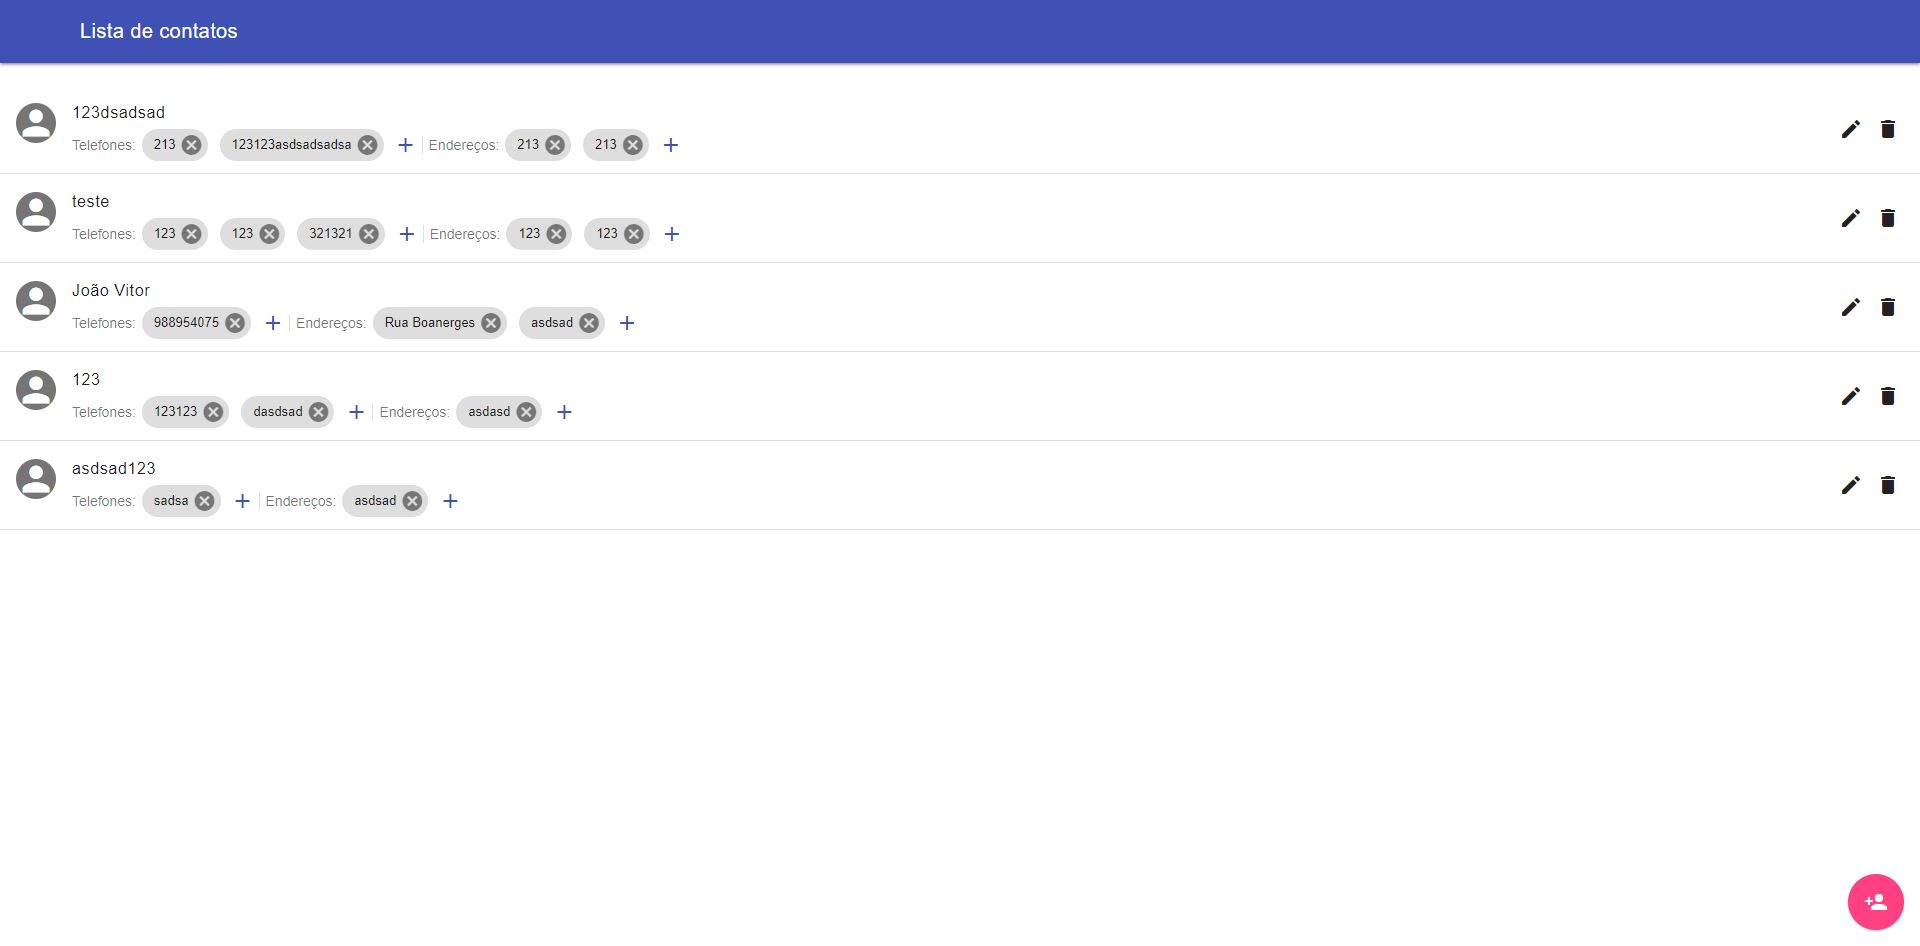 Lista de contatos
123dsadsad
Telefones: 213 123123asdsadsadsa Endereços: 213 213
teste
Telefones: 123 123 321321 Endereços: 123 123
João Vitor
Telefones: 988954075 Endereços: Rua Boanerges asdsad
123
Telefones: 123123 dasdsad Endereços: asdasd
asdsad123
Telefones: sadsa Endereços: asdsad